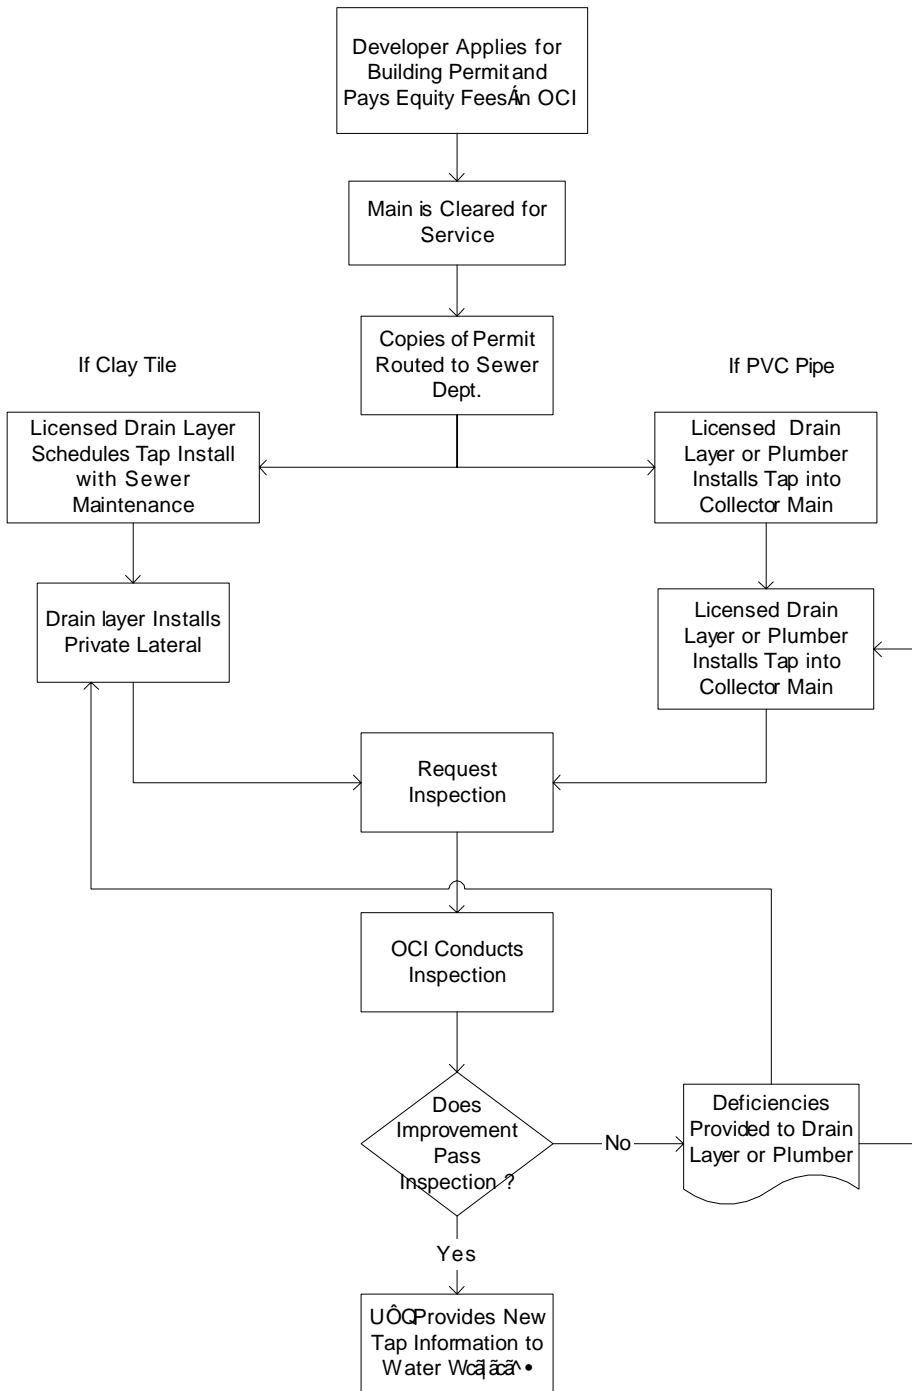 Developer Applies for
Building Permit and
Pays Equity Fees OCI
Main is Cleared for
Service
Copies of Permit
Routed to Sewer
Dept.
If Clay Tile
If PVC Pipe
Licensed Drain Layer
Schedules Tap Install
with Sewer
Maintenance
Licensed Drain
Layer or Plumber
Installs Tap into
Collector Main
Drain layer Installs
Private Lateral
Licensed Drain
Layer or Plumber
Installs Tap into
Collector Main
Request
Inspection
OCI Conducts
Inspection
Does
Improvement
Pass
Inspection ?
No
Deficiencies
Provided to Drain
Layer or Plumber
Yes
Provides New
Tap Information to
Water